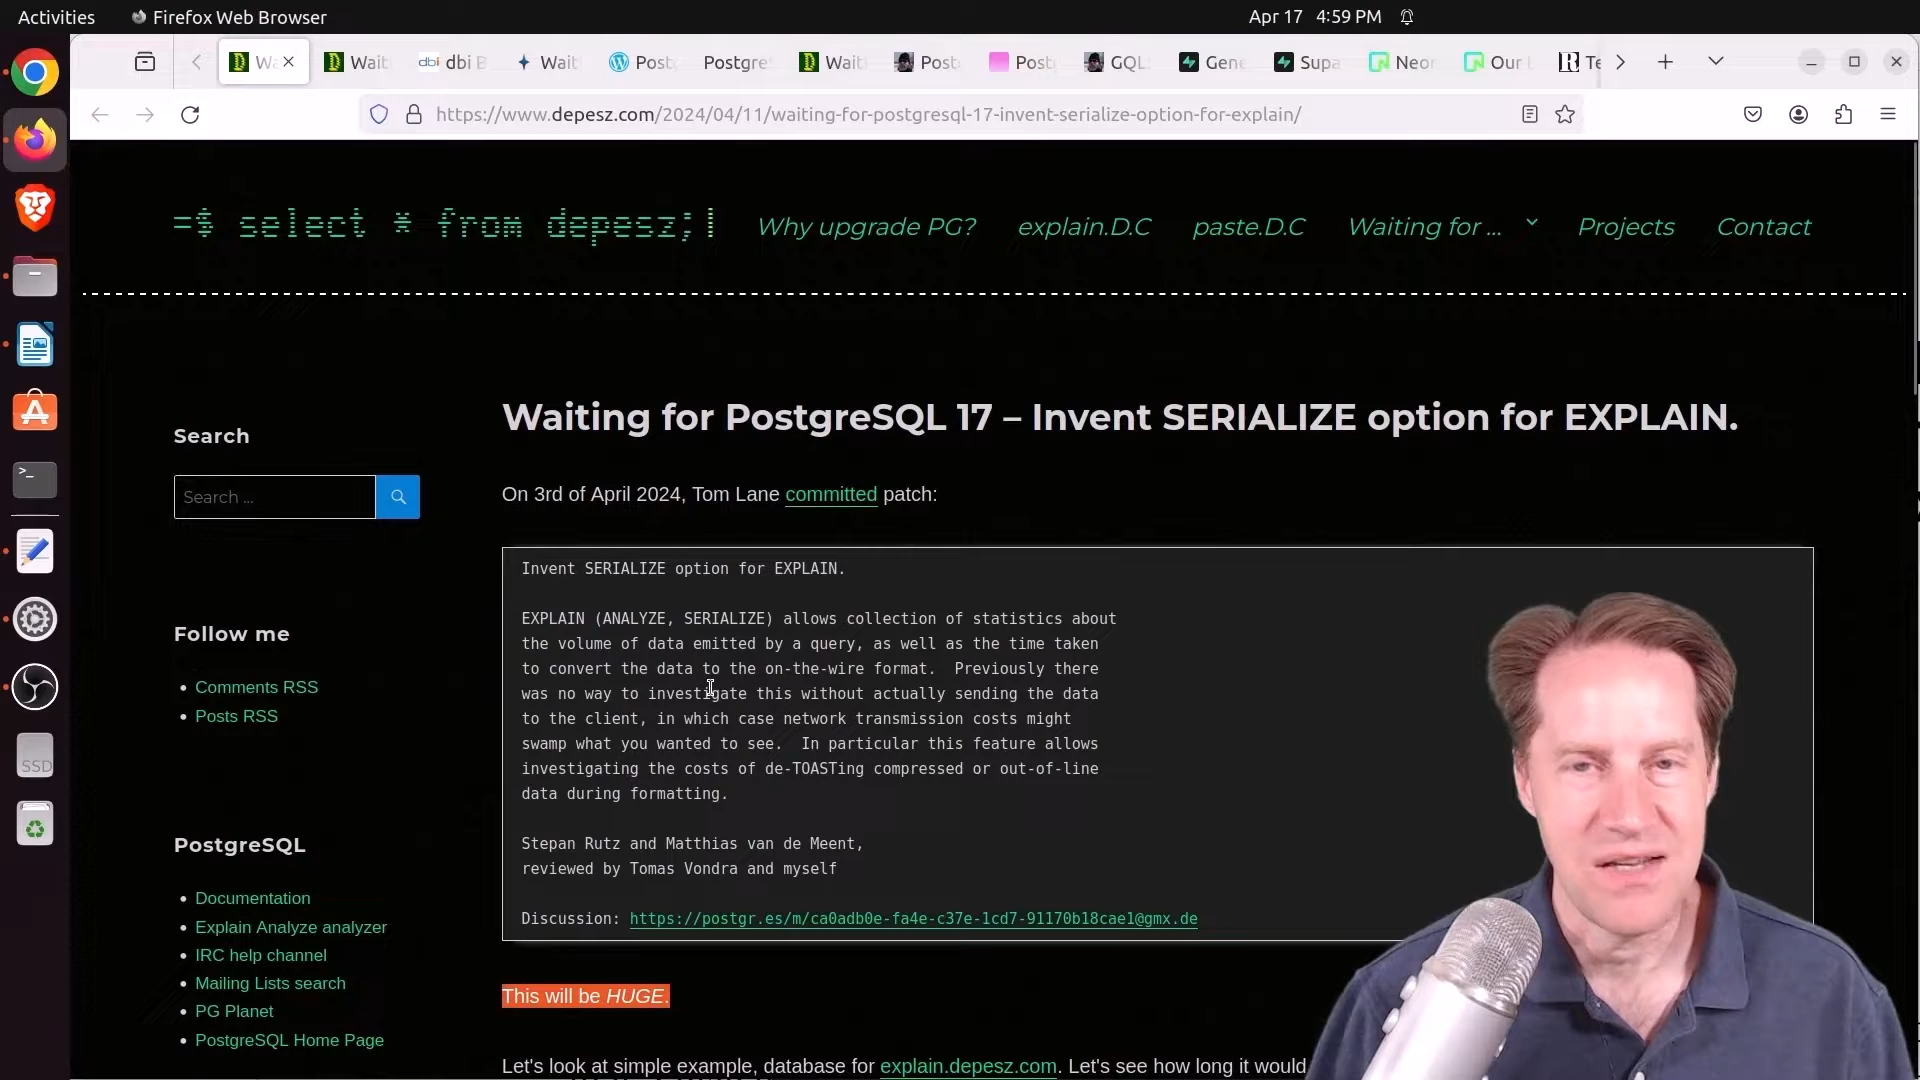 Activities
Firefox Web Browser
Apr 17 4:59 PM
Wa
Wait
dbi
dbi B
Wait
Post
Postgre
Wait
Post
Post
GQL
Gene
Supa
Neor
Our
Te
https://www.depesz.com/2024/04/11/waiting-for-postgresql-17-invent-serialize-option-for-explain/
=$ select * from depesz;
Why upgrade PG?
explain.D.C
paste.D.C
Waiting for ...
Projects
Contact
Waiting for PostgreSQL 17 – Invent SERIALIZE option for EXPLAIN.
Search
Search ...
On 3rd of April 2024, Tom Lane committed patch:
Invent SERIALIZE option for EXPLAIN.
EXPLAIN (ANALYZE, SERIALIZE) allows collection of statistics about
the volume of data emitted by a query, as well as the time taken
to convert the data to the on-the-wire format.  Previously there
was no way to investigate this without actually sending the data
to the client, in which case network transmission costs might
swamp what you wanted to see.  In particular this feature allows
investigating the costs of de-TOASTing compressed or out-of-line
data during formatting.
Stepan Rutz and Matthias van de Meent,
reviewed by Tomas Vondra and myself
Discussion: https://postgr.es/m/ca0adb0e-fa4e-c37e-1cd7-91170b18cae1@gmx.de
Follow me
Comments RSS
Posts RSS
SSD
PostgreSQL
Documentation
Explain Analyze analyzer
IRC help channel
Mailing Lists search
PG Planet
PostgreSQL Home Page
This will be HUGE.
Let's look at simple example, database for explain.depesz.com. Let's see how long it would